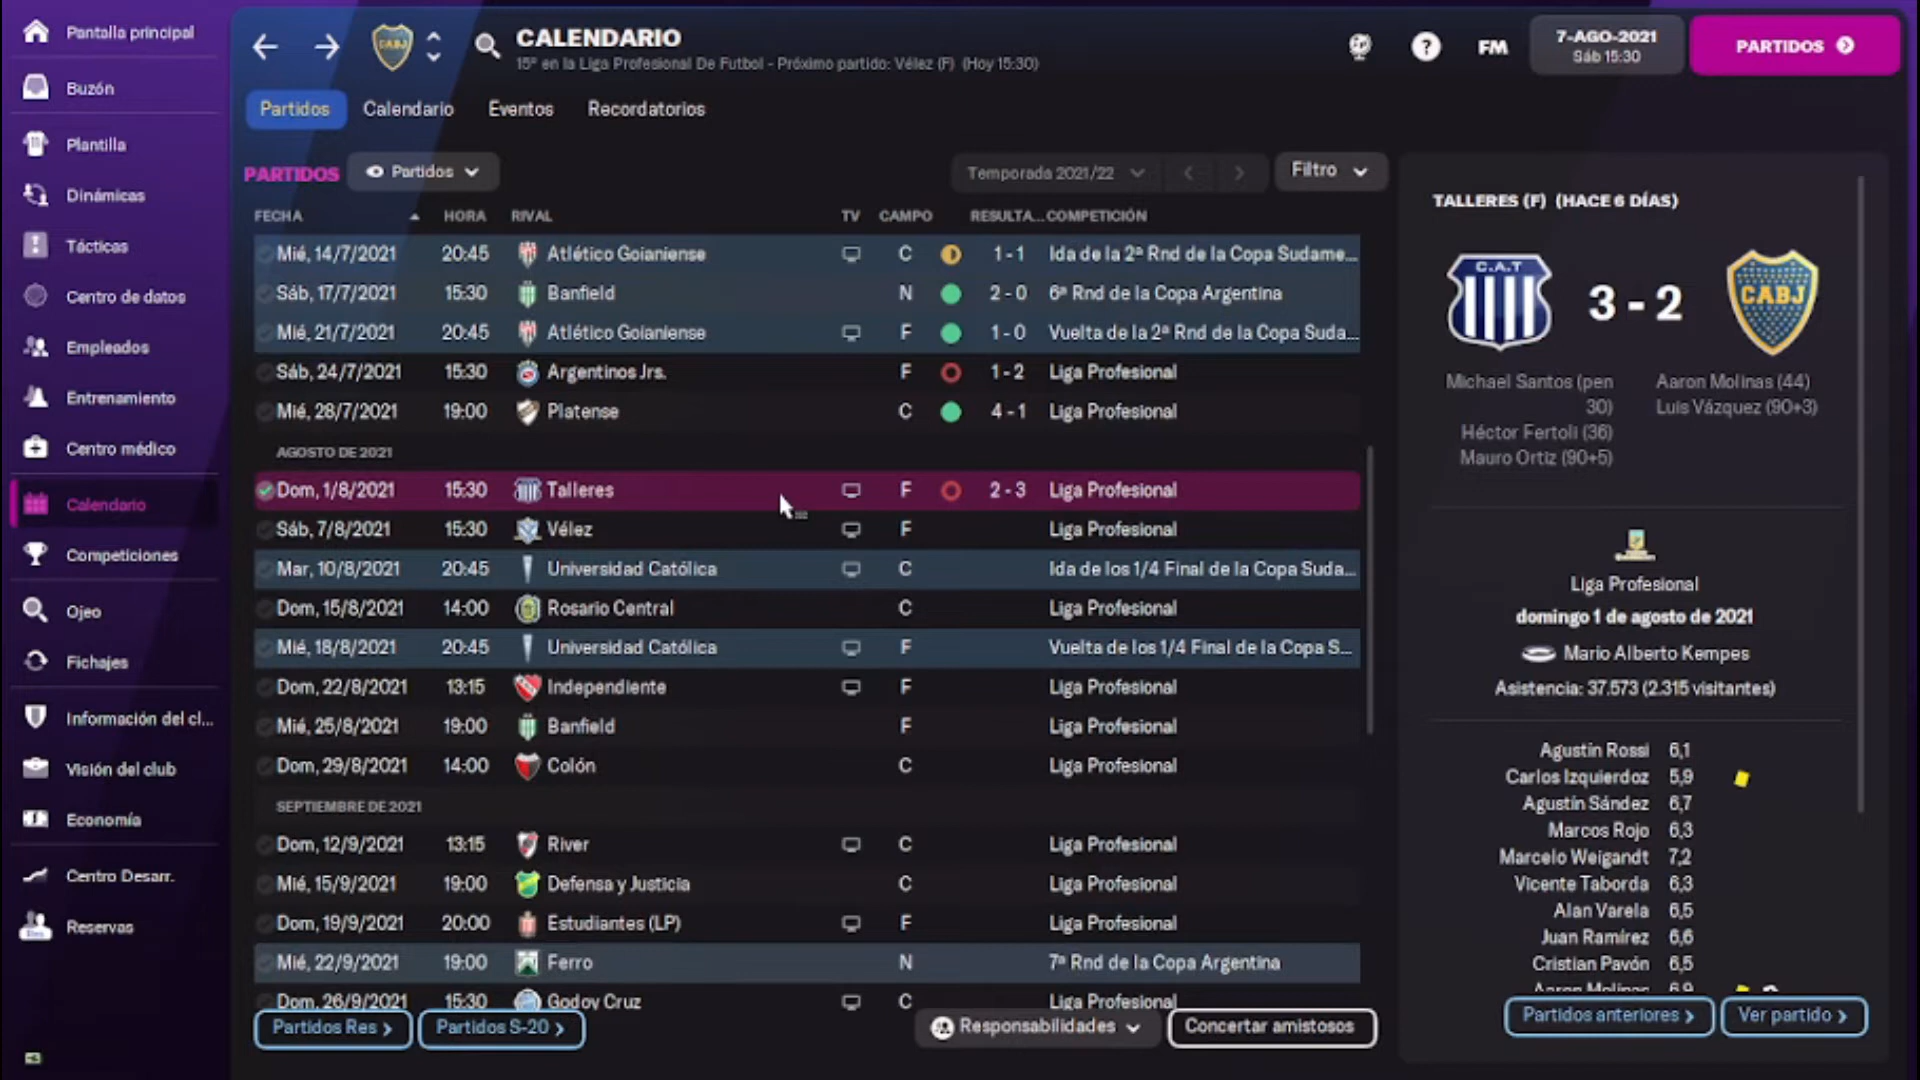 Pantalla principal
Buzón
Plantilla
Dinámicas
Tácticas
Centro de datos
Empleados
Entrenamiento
Centro médico
Calendario
Competiciones
Ojeo
Fichajes
Información del cl...
Visión del club
Economía
Centro Desarr.
Reservas
CABJ
CALENDARIO
15º en la Liga Profesional De Futbol - Próximo partido: Vélez (F) (Hoy 15:30)
?
FM
7-AGO-2021
Sáb 15:30
PARTIDOS
Partidos Calendario Eventos Recordatorios
PARTIDOS Partidos Temporada 2021/22 Filtro
FECHA HORA RIVAL TV CAMPO RESULTA... COMPETICIÓN
Mié, 14/7/2021 20:45 Atlético Goianiense C 1 - 1 Ida de la 2ª Rnd de la Copa Sudame...
Sáb, 17/7/2021 15:30 Banfield N 2 - 0 6ª Rnd de la Copa Argentina
Mié, 21/7/2021 20:45 Atlético Goianiense F 1 - 0 Vuelta de la 2ª Rnd de la Copa Suda...
Sáb, 24/7/2021 15:30 Argentinos Jrs. F 1 - 2 Liga Profesional
Mié, 28/7/2021 19:00 Platense C 4 - 1 Liga Profesional
AGOSTO DE 2021
Dom, 1/8/2021 15:30 Talleres F 2 - 3 Liga Profesional
Sáb, 7/8/2021 15:30 Vélez F Liga Profesional
Mar, 10/8/2021 20:45 Universidad Católica C Ida de los 1/4 Final de la Copa Suda...
Dom, 15/8/2021 14:00 Rosario Central C Liga Profesional
Mié, 18/8/2021 20:45 Universidad Católica F Vuelta de los 1/4 Final de la Copa S...
Dom, 22/8/2021 13:15 Independiente F Liga Profesional
Mié, 25/8/2021 19:00 Banfield F Liga Profesional
Dom, 29/8/2021 14:00 Colón C Liga Profesional
SEPTIEMBRE DE 2021
Dom, 12/9/2021 13:15 River C Liga Profesional
Mié, 15/9/2021 19:00 Defensa y Justicia C Liga Profesional
Dom, 19/9/2021 20:00 Estudiantes (LP) F Liga Profesional
Mié, 22/9/2021 19:00 Ferro N 7ª Rnd de la Copa Argentina
Dom, 26/9/2021 15:30 Godoy Cruz C Liga Profesional
Partidos Res Partidos S-20 Responsabilidades Concertar amistosos
TALLERES (F) (HACE 6 DÍAS)
C.A.T
3 - 2
CABJ
Michael Santos (pen
30)
Héctor Fertoli (36)
Mauro Ortiz (90+5)
Aaron Molinas (44)
Luis Vázquez (90+3)
Liga Profesional
domingo 1 de agosto de 2021
Mario Alberto Kempes
Asistencia: 37.573 (2.315 visitantes)
Agustín Rossi 6,1
Carlos Izquierdoz 5,9
Agustín Sández 6,7
Marcos Rojo 6,3
Marcelo Weigandt 7,2
Vicente Taborda 6,3
Alan Varela 6,5
Juan Ramírez 6,6
Cristian Pavón 6,5
Aaron Molinas 6,9
Partidos anteriores Ver partido